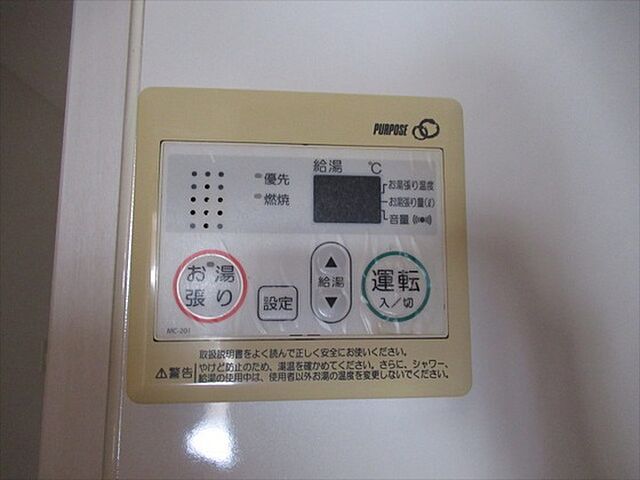 PURPOSE
給湯 ℃
優先
燃焼
お湯張り温度
お湯張り量(ℓ)
音量
お湯
張り
設定
▲
給湯
▼
運転
入／切
MC-201
取扱説明書をよく読んで正しく安全にお使いください。
⚠警告 やけど防止のため、湯温を確かめてください。さらに、シャワー、
給湯の使用中は、使用者以外お湯の温度を変更しないでください。